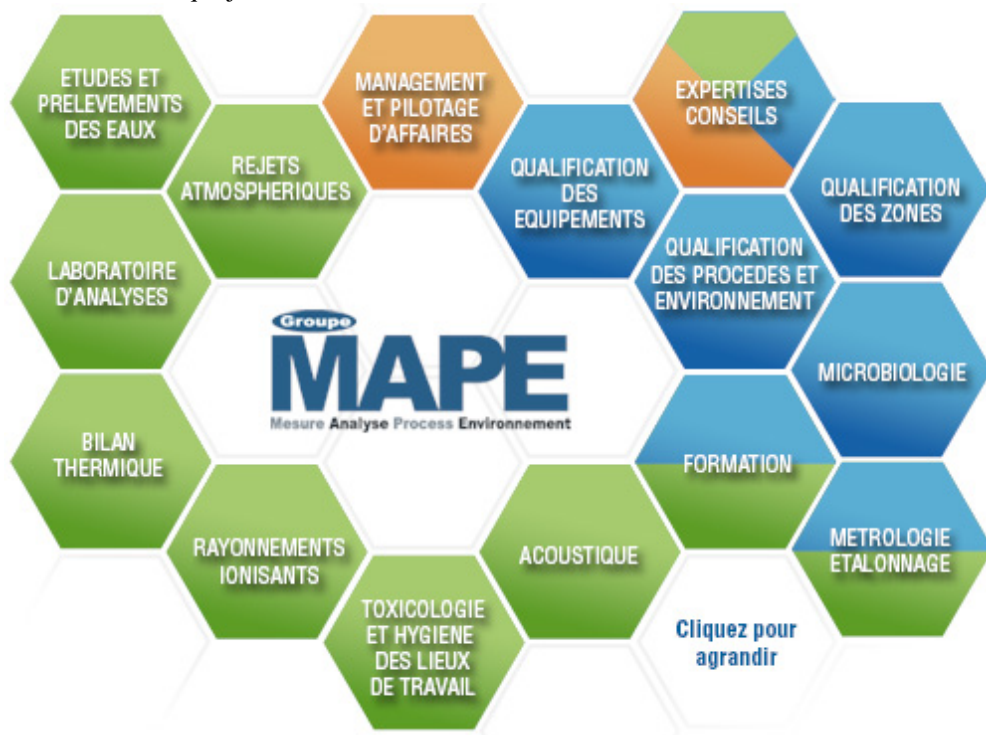 ETUDES ET
PRELEVEMENTS
DES EAUX
MANAGEMENT
ET PILOTAGE
D'AFFAIRES
EXPERTISES
CONSEILS
REJETS
ATMOSPHERIQUES
QUALIFICATION
DES
EQUIPEMENTS
QUALIFICATION
DES ZONES
LABORATOIRE
D'ANALYSES
QUALIFICATION
DES PROCEDES ET
ENVIRONNEMENT
Groupe
MAPE
Mesure Analyse Process Environnement
MICROBIOLOGIE
BILAN
THERMIQUE
FORMATION
RAYONNEMENTS
IONISANTS
ACOUSTIQUE
METROLOGIE
ETALONNAGE
TOXICOLOGIE
ET HYGIENE
DES LIEUX
DE TRAVAIL
Cliquez pour
agrandir